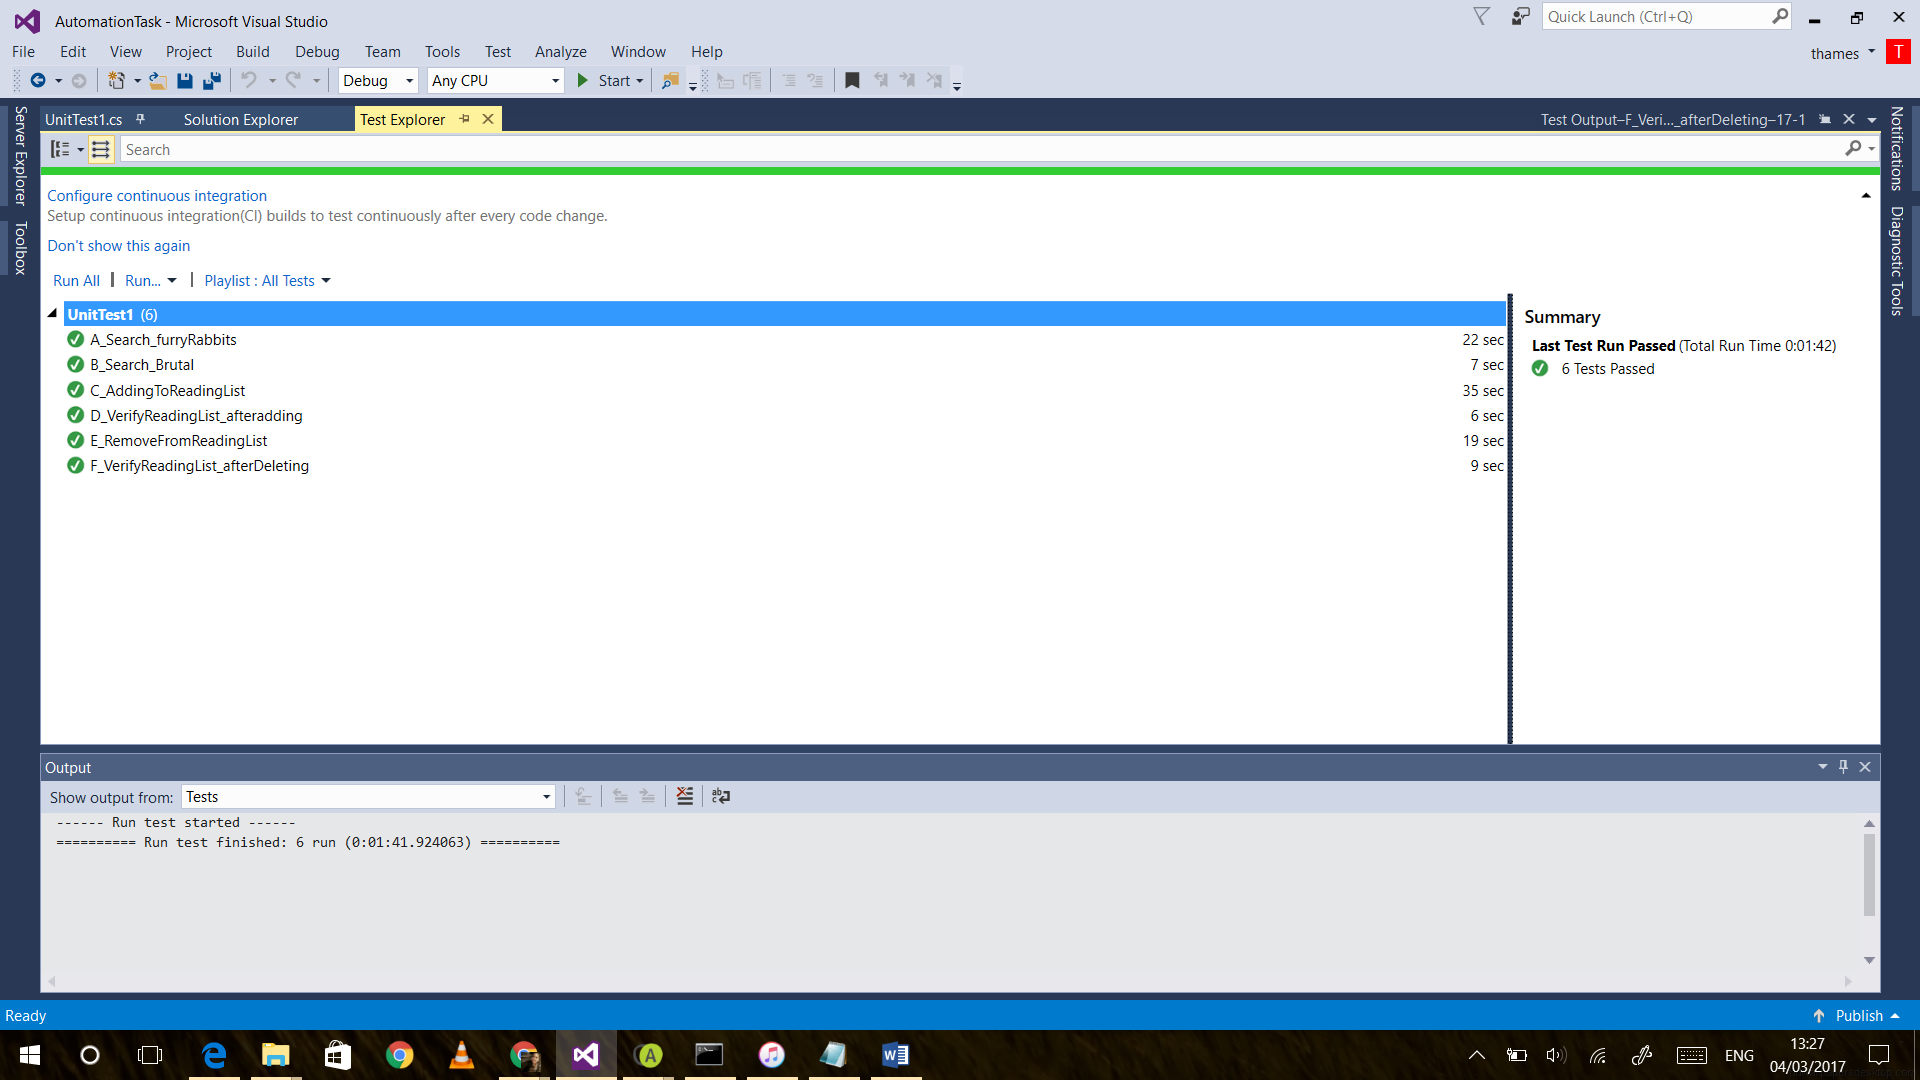 AutomationTask - Microsoft Visual Studio
Quick Launch (Ctrl+Q)
File Edit View Project Build Debug Team Tools Test Analyze Window Help
thames T
Debug Any CPU Start
Server Explorer
Toolbox
UnitTest1.cs Solution Explorer Test Explorer Test Output–F_Veri..._afterDeleting–17-1
Notifications
Diagnostic Tools
Search
Configure continuous integration
Setup continuous integration(CI) builds to test continuously after every code change.
Don't show this again
Run All | Run... | Playlist : All Tests
UnitTest1 (6)
A_Search_furryRabbits 22 sec
B_Search_Brutal 7 sec
C_AddingToReadingList 35 sec
D_VerifyReadingList_afteradding 6 sec
E_RemoveFromReadingList 19 sec
F_VerifyReadingList_afterDeleting 9 sec
Summary
Last Test Run Passed (Total Run Time 0:01:42)
6 Tests Passed
Output
Show output from: Tests
------ Run test started ------
========== Run test finished: 6 run (0:01:41.924063) ==========
Ready
Publish
ENG
13:27
04/03/2017